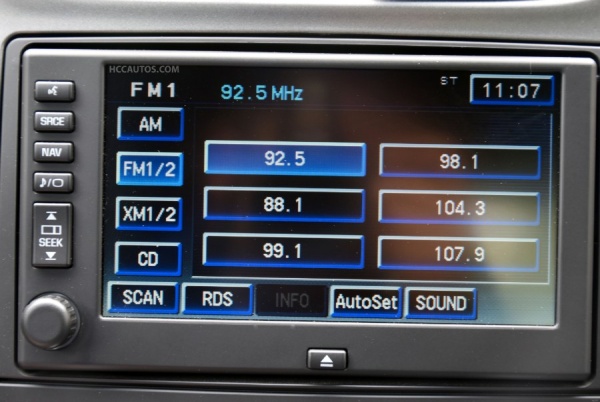 HCCAUTOS.COM
FM1 92.5 MHz ST 11:07
AM
92.5 98.1
FM1/2
SRCE
NAV
88.1 104.3
XM1/2
SEEK
99.1 107.9
CD
SCAN RDS INFO AutoSet SOUND